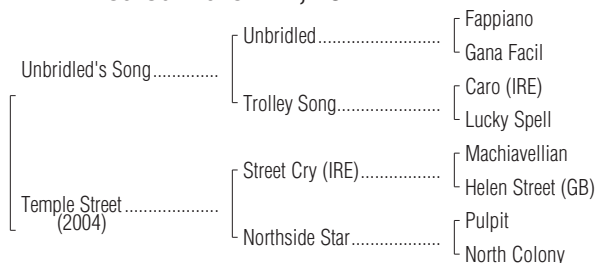 Fappiano
Unbridled........................
Gana Facil
Unbridled's Song.............
Caro (IRE)
Trolley Song....................
Lucky Spell
Machiavellian
Street Cry (IRE)................
Helen Street (GB)
Temple Street...................
(2004)
Pulpit
Northside Star..................
North Colony